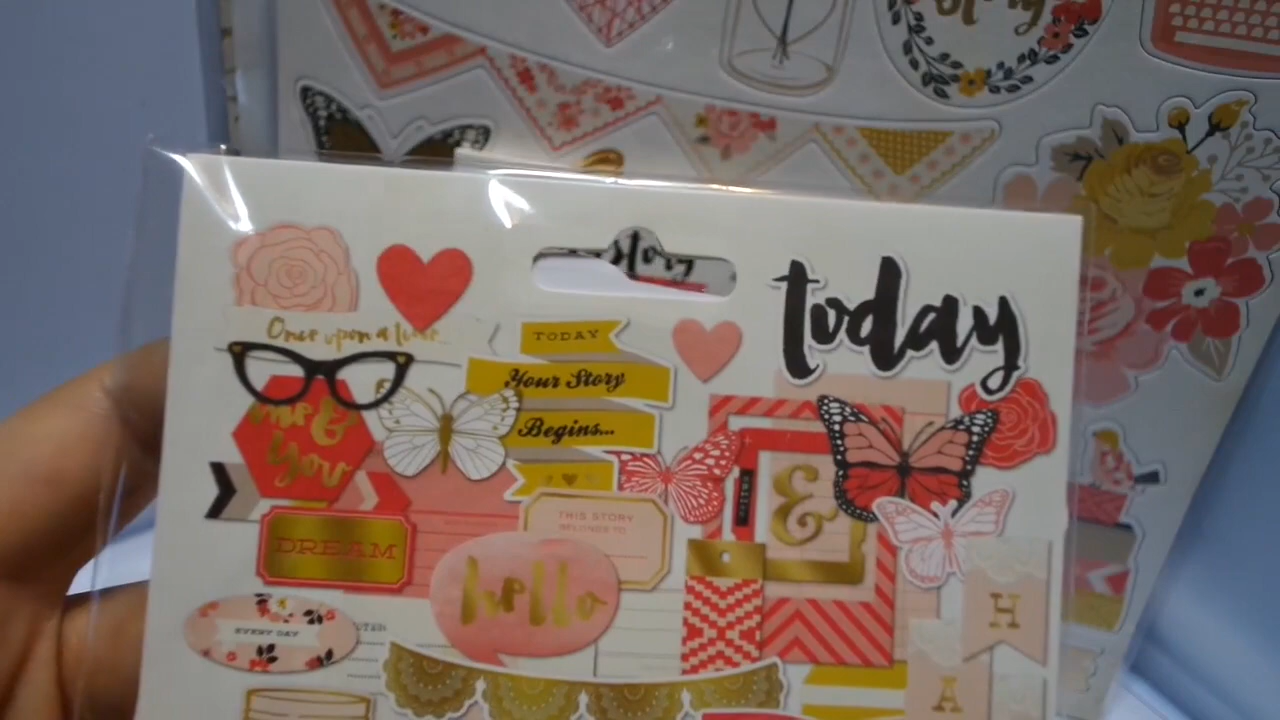 story
today
Once upon a time
TODAY
Your Story
Begins...
me &
You
&
THIS STORY
BELONGS TO
DREAM
hello
EVERY DAY
H
A